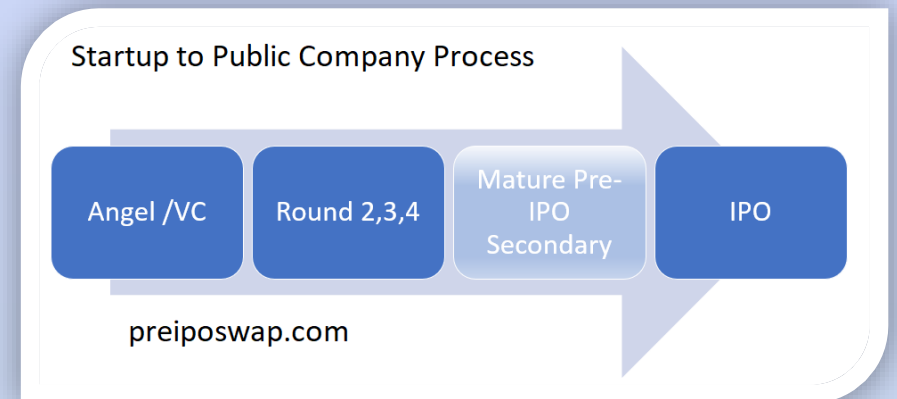 Startup to Public Company Process
Angel /VC
Round 2,3,4
Mature Pre-
IPO
Secondary
IPO
preiposwap.com